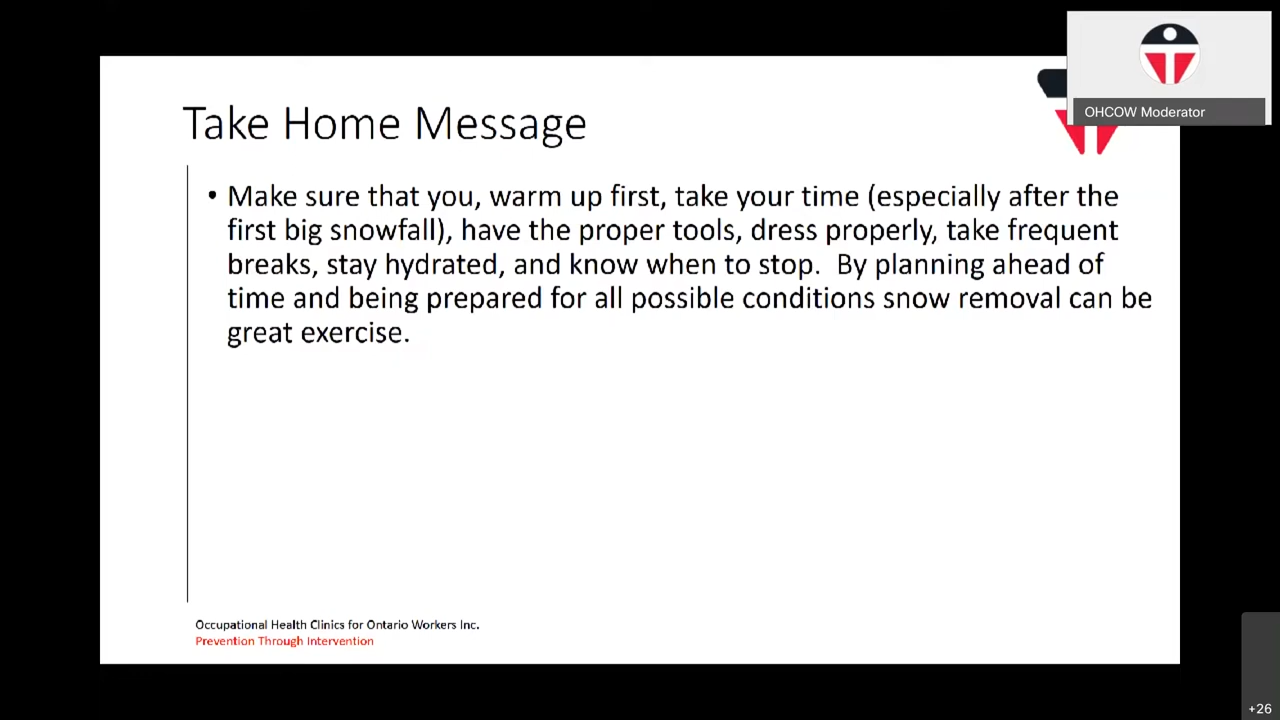 OHCOW Moderator
Take Home Message
• Make sure that you, warm up first, take your time (especially after the
first big snowfall), have the proper tools, dress properly, take frequent
breaks, stay hydrated, and know when to stop.  By planning ahead of
time and being prepared for all possible conditions snow removal can be
great exercise.
Occupational Health Clinics for Ontario Workers Inc.
Prevention Through Intervention
+26